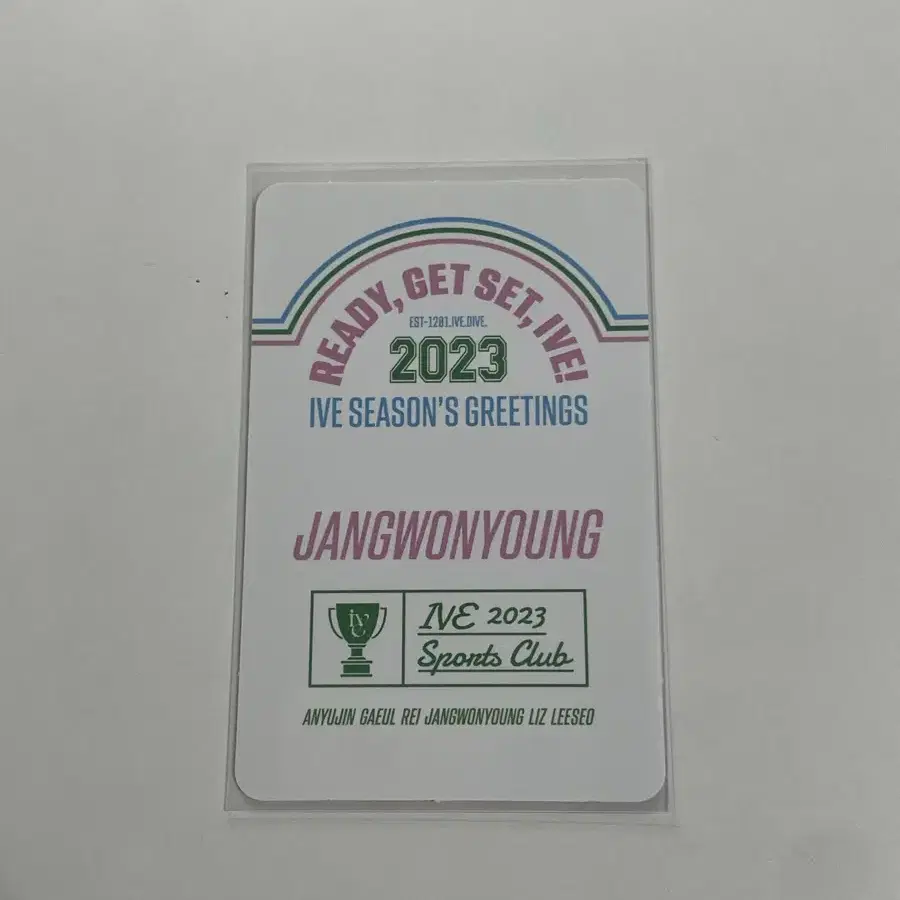 READY, GET SET, IVE!
EST-1201.IVE.DIVE.
2023
IVE SEASON'S GREETINGS
JANGWONYOUNG
IVE
IVE 2023
Sports Club
ANYUJIN GAEUL REI JANGWONYOUNG LIZ LEESEO